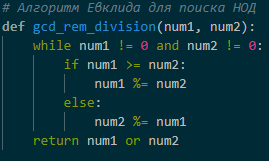 # Алгоритм Евклида для поиска НОД
def gcd_rem_division(num1, num2):
    while num1 != 0 and num2 != 0:
        if num1 >= num2:
            num1 %= num2
        else:
            num2 %= num1
    return num1 or num2